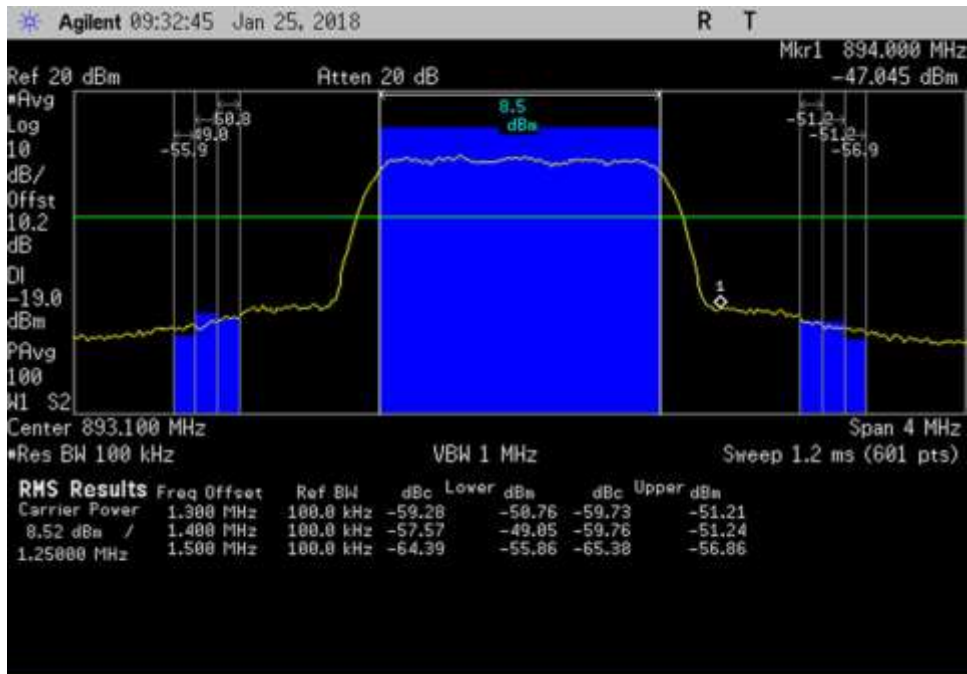 Agilent 09:32:45 Jan 25, 2018 R T
Mkr1 894.000 MHz
Ref 20 dBm Atten 20 dB -47.045 dBm
#Avg
Log
10
dB/
Offst
10.2
dB
DI
-19.0
dBm
PAvg
100
W1 S2
-55.9
-49.0
-50.8
8.5
dBm
-51.2
-51.2
-56.9
1
Center 893.100 MHz Span 4 MHz
#Res BW 100 kHz VBW 1 MHz Sweep 1.2 ms (601 pts)
RMS Results Freq Offset Ref BW dBc Lower dBm dBc Upper dBm
Carrier Power 1.300 MHz 100.0 kHz -59.28 -50.76 -59.73 -51.21
8.52 dBm / 1.400 MHz 100.0 kHz -57.57 -49.05 -59.76 -51.24
1.25000 MHz 1.500 MHz 100.0 kHz -64.39 -55.86 -65.38 -56.86